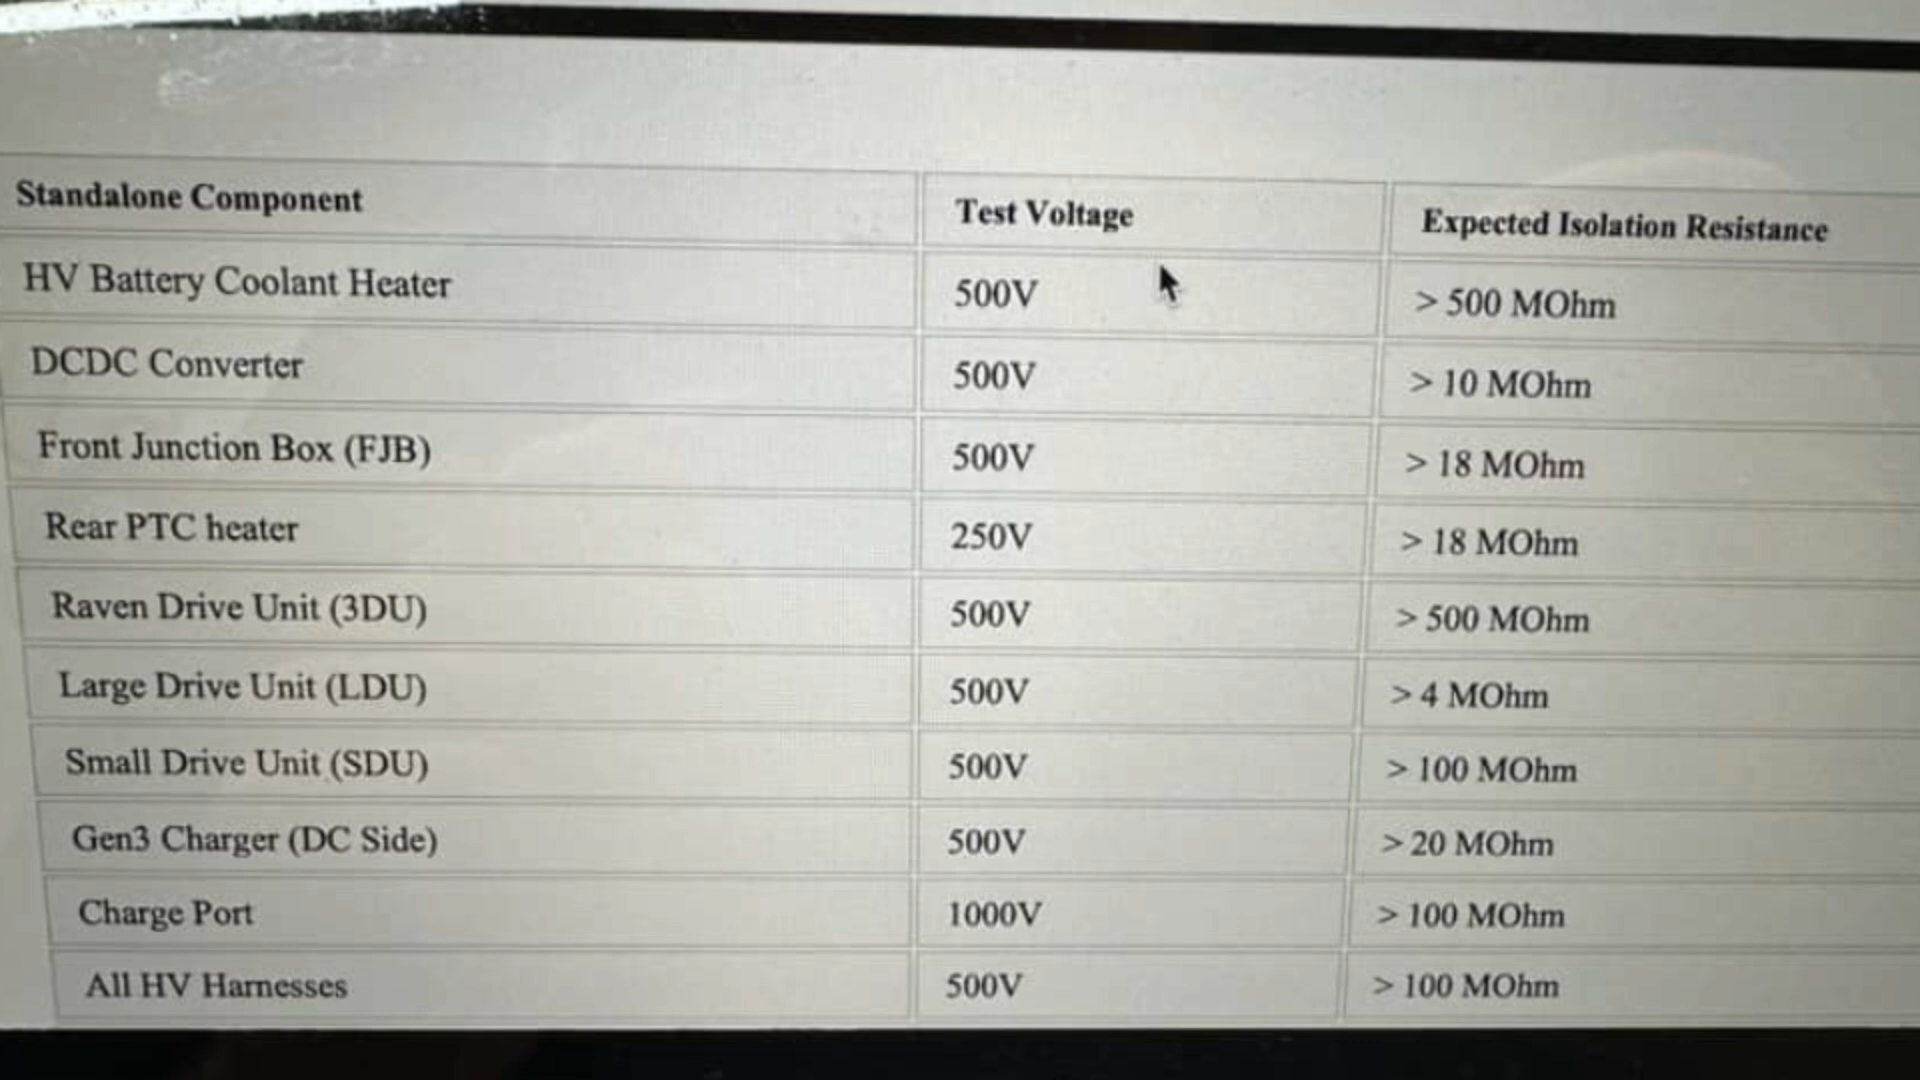 Standalone Component Test Voltage Expected Isolation Resistance
HV Battery Coolant Heater 500V > 500 MOhm
DCDC Converter 500V > 10 MOhm
Front Junction Box (FJB) 500V > 18 MOhm
Rear PTC heater 250V > 18 MOhm
Raven Drive Unit (3DU) 500V > 500 MOhm
Large Drive Unit (LDU) 500V > 4 MOhm
Small Drive Unit (SDU) 500V > 100 MOhm
Gen3 Charger (DC Side) 500V > 20 MOhm
Charge Port 1000V > 100 MOhm
All HV Harnesses 500V > 100 MOhm